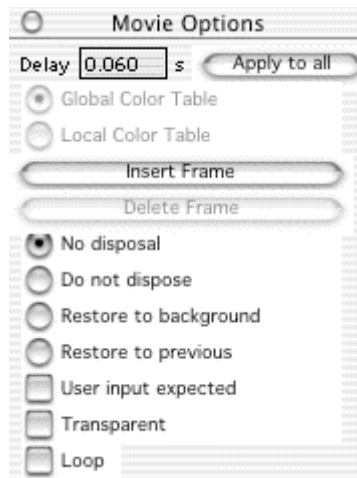 Movie Options
Delay 0.060 s Apply to all
Global Color Table
Local Color Table
Insert Frame
Delete Frame
No disposal
Do not dispose
Restore to background
Restore to previous
User input expected
Transparent
Loop